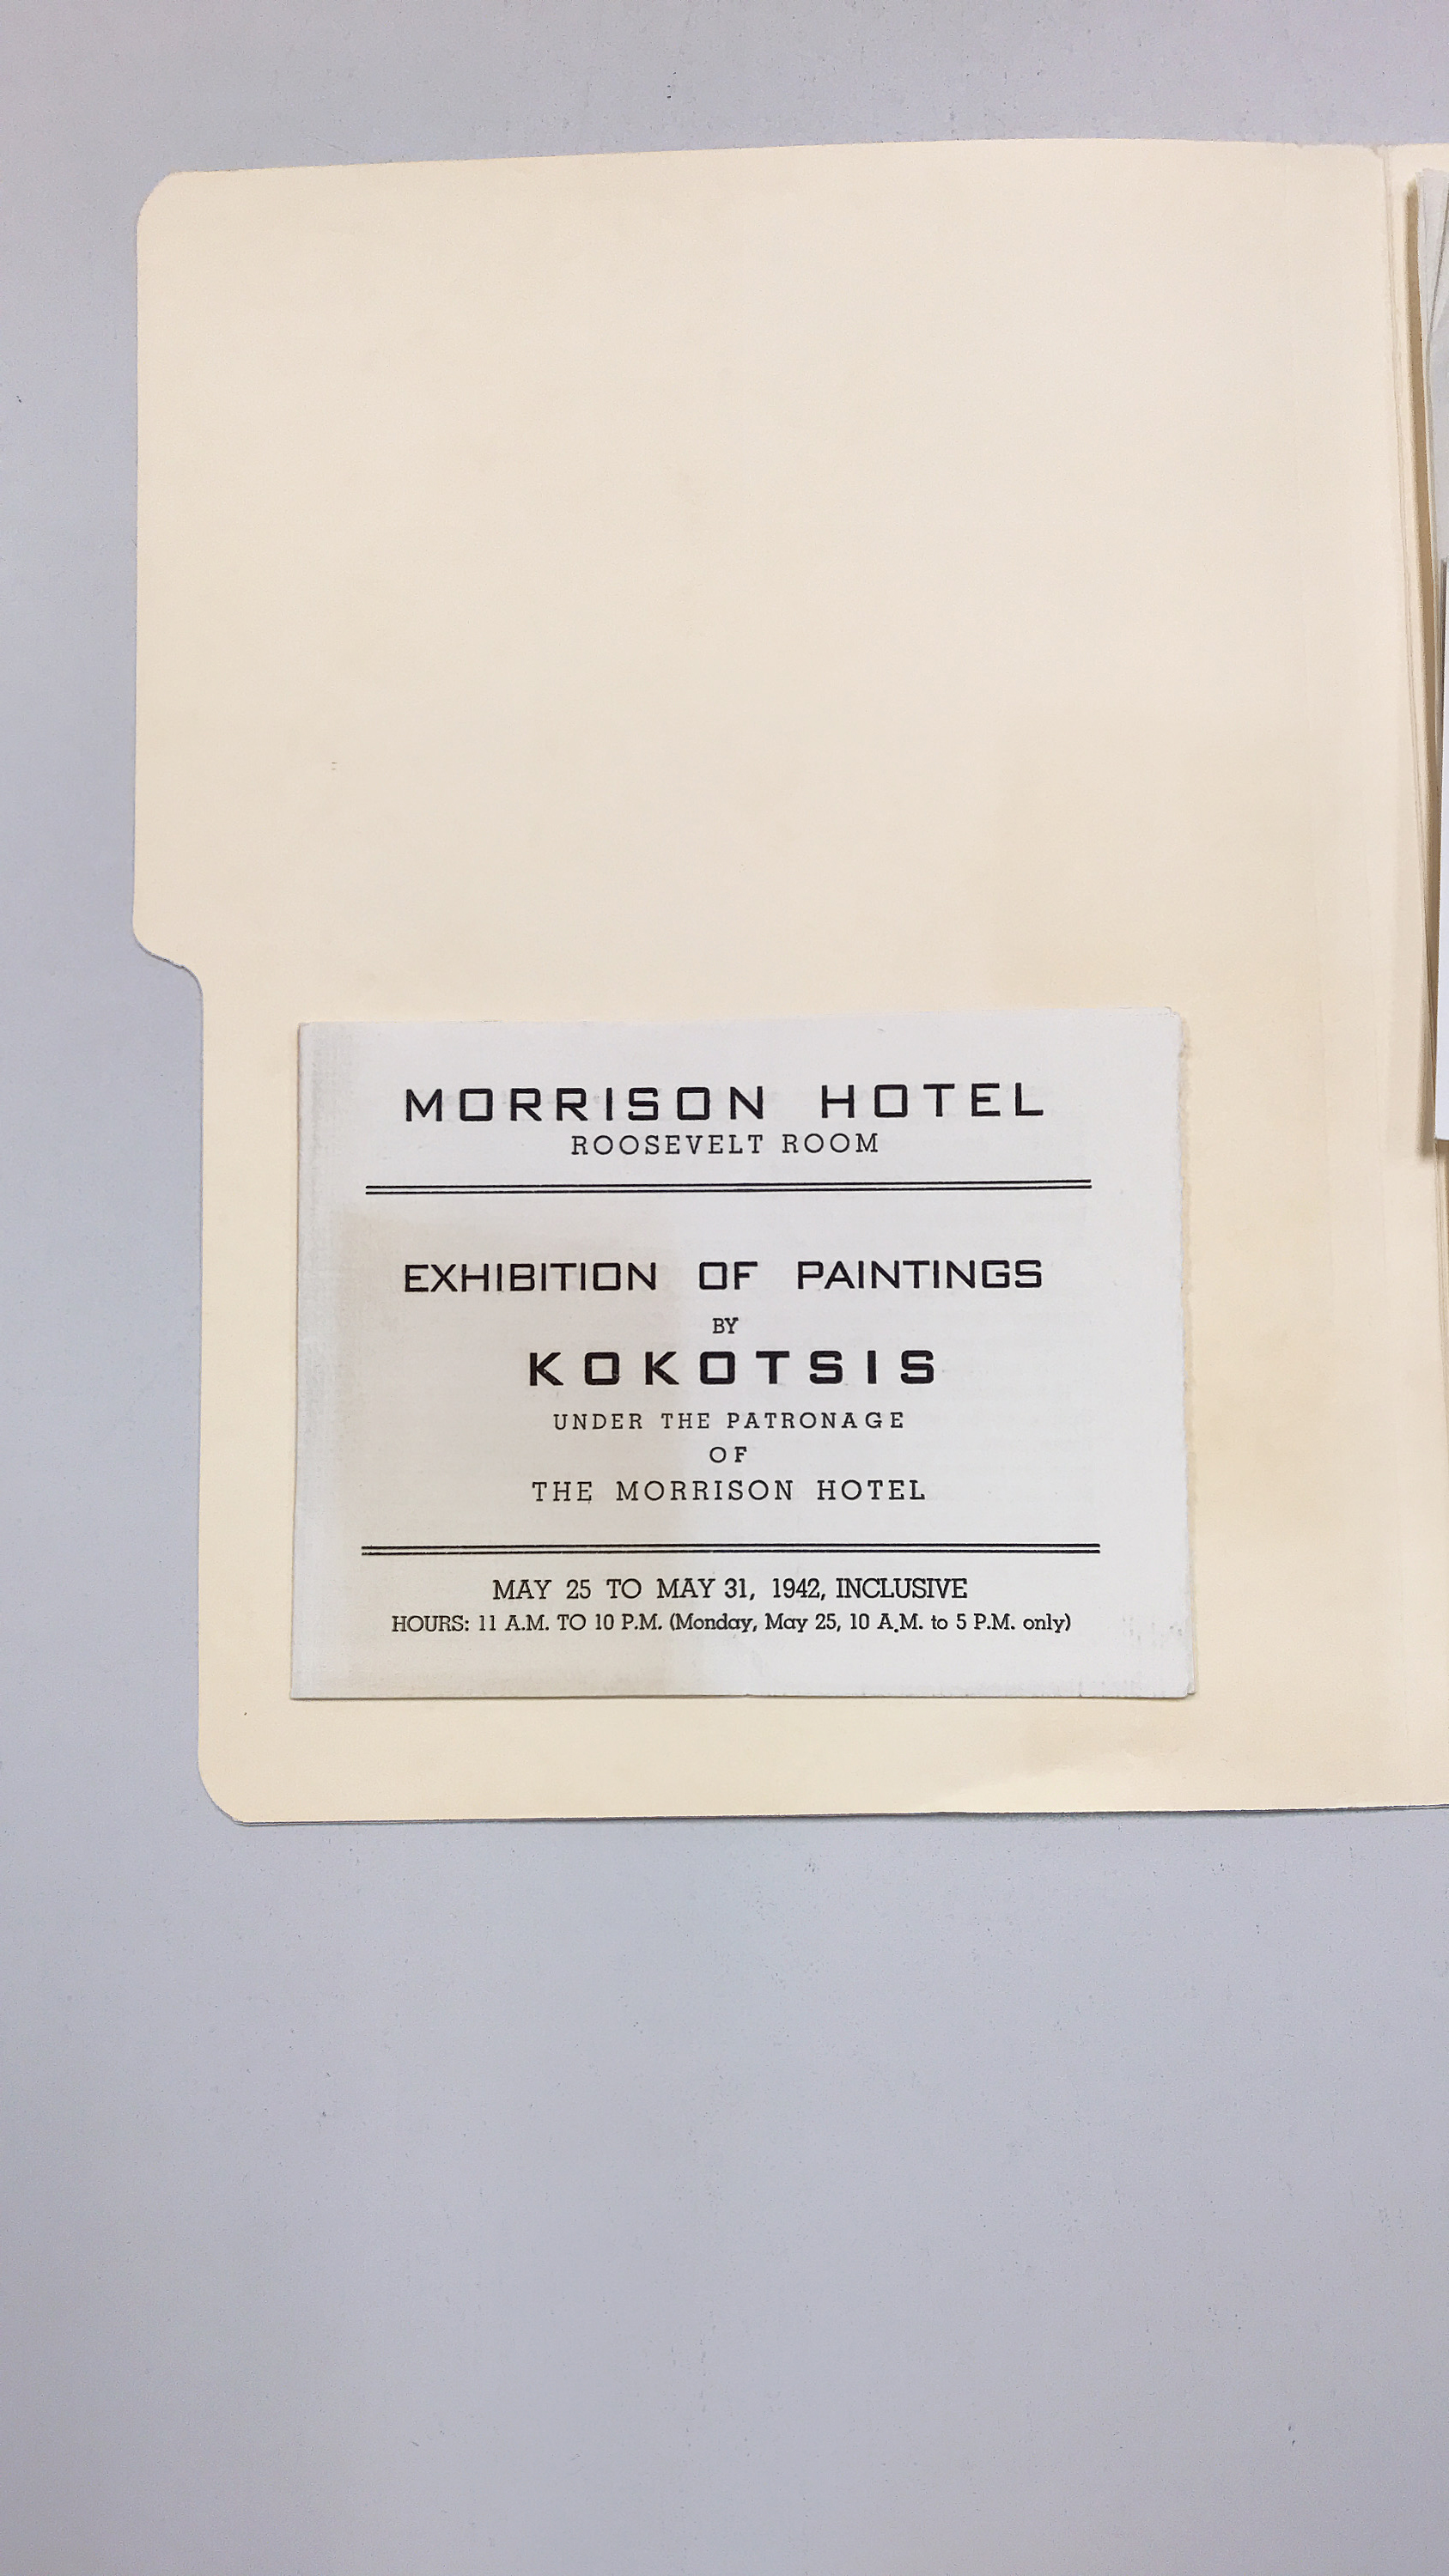 MORRISON HOTEL
ROOSEVELT ROOM
EXHIBITION OF PAINTINGS
BY
KOKOTSIS
UNDER THE PATRONAGE
OF
THE MORRISON HOTEL
MAY 25 TO MAY 31, 1942, INCLUSIVE
HOURS: 11 A.M. TO 10 P.M. (Monday, May 25, 10 A.M. to 5 P.M. only)